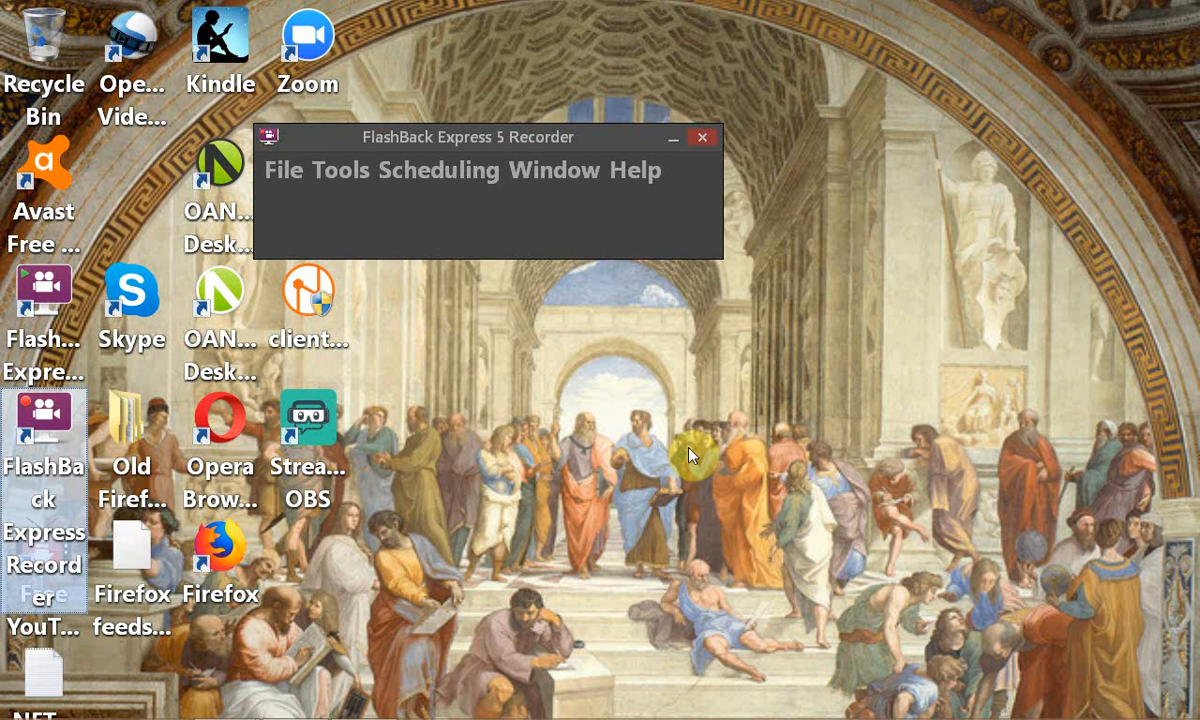 Recycle
Bin
Ope...
Vide...
Kindle
Zoom
FlashBack Express 5 Recorder
File Tools Scheduling Window Help
Avast
Free ...
OAN...
Desk...
Flash...
Expre...
Skype
OAN...
Desk...
client...
FlashBa
ck
Express
Record
er
Old
Firef...
Opera
Brow...
Strea...
OBS
YouT...
Firefox
feeds...
Firefox